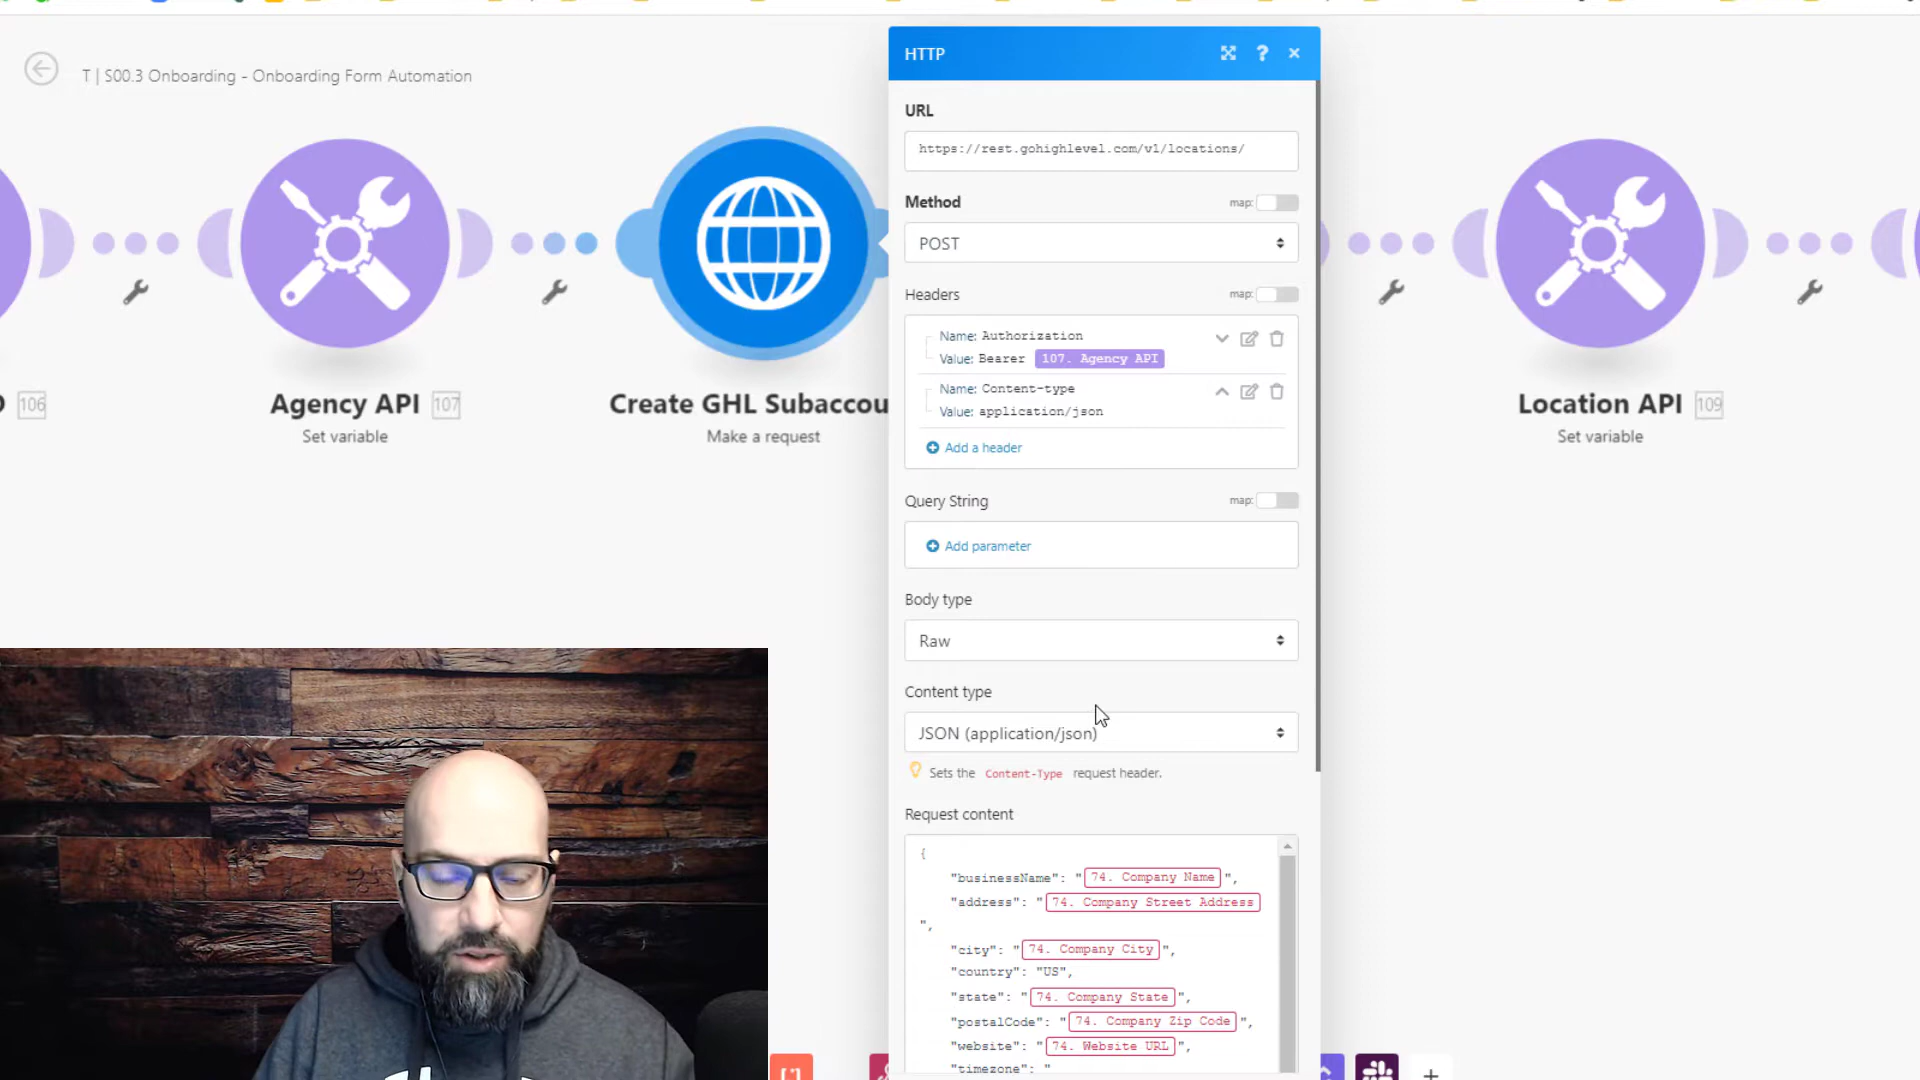 T | S00.3 Onboarding - Onboarding Form Automation
HTTP
?
URL
https://rest.gohighlevel.com/v1/locations/
Method
map:
POST
Headers
map:
Name: Authorization
Value: Bearer 107. Agency API
Name: Content-type
Value: application/json
Add a header
Query String
map:
Add parameter
Body type
Raw
Content type
JSON (application/json)
Sets the Content-Type request header.
Request content
{
"businessName": "74. Company Name",
"address": "74. Company Street Address
",
"city": "74. Company City",
"country": "US",
"state": "74. Company State",
"postalCode": "74. Company Zip Code",
"website": "74. Website URL",
"timezone": "
106
Agency API 107
Set variable
Create GHL Subaccou
Make a request
Location API 109
Set variable